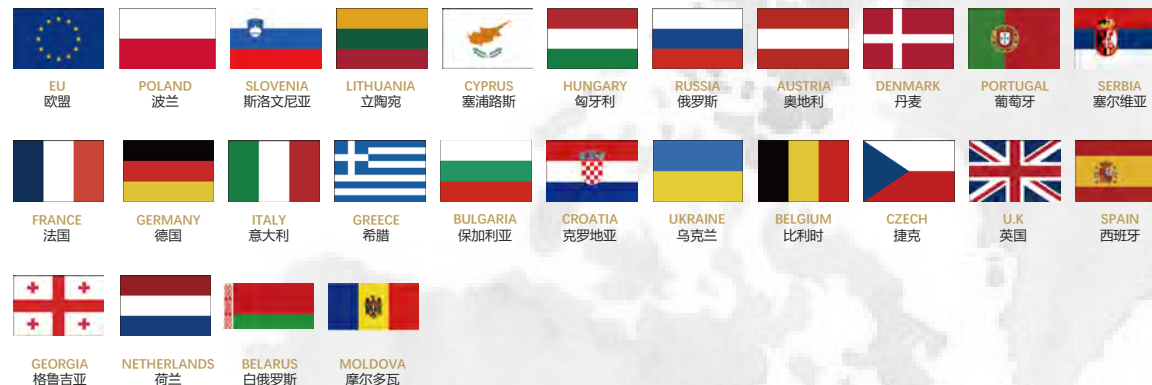 EU
欧盟
POLAND
波兰
SLOVENIA
斯洛文尼亚
LITHUANIA
立陶宛
CYPRUS
塞浦路斯
HUNGARY
匈牙利
RUSSIA
俄罗斯
AUSTRIA
奥地利
DENMARK
丹麦
PORTUGAL
葡萄牙
SERBIA
塞尔维亚
FRANCE
法国
GERMANY
德国
ITALY
意大利
GREECE
希腊
BULGARIA
保加利亚
CROATIA
克罗地亚
UKRAINE
乌克兰
BELGIUM
比利时
CZECH
捷克
U.K
英国
SPAIN
西班牙
GEORGIA
格鲁吉亚
NETHERLANDS
荷兰
BELARUS
白俄罗斯
MOLDOVA
摩尔多瓦